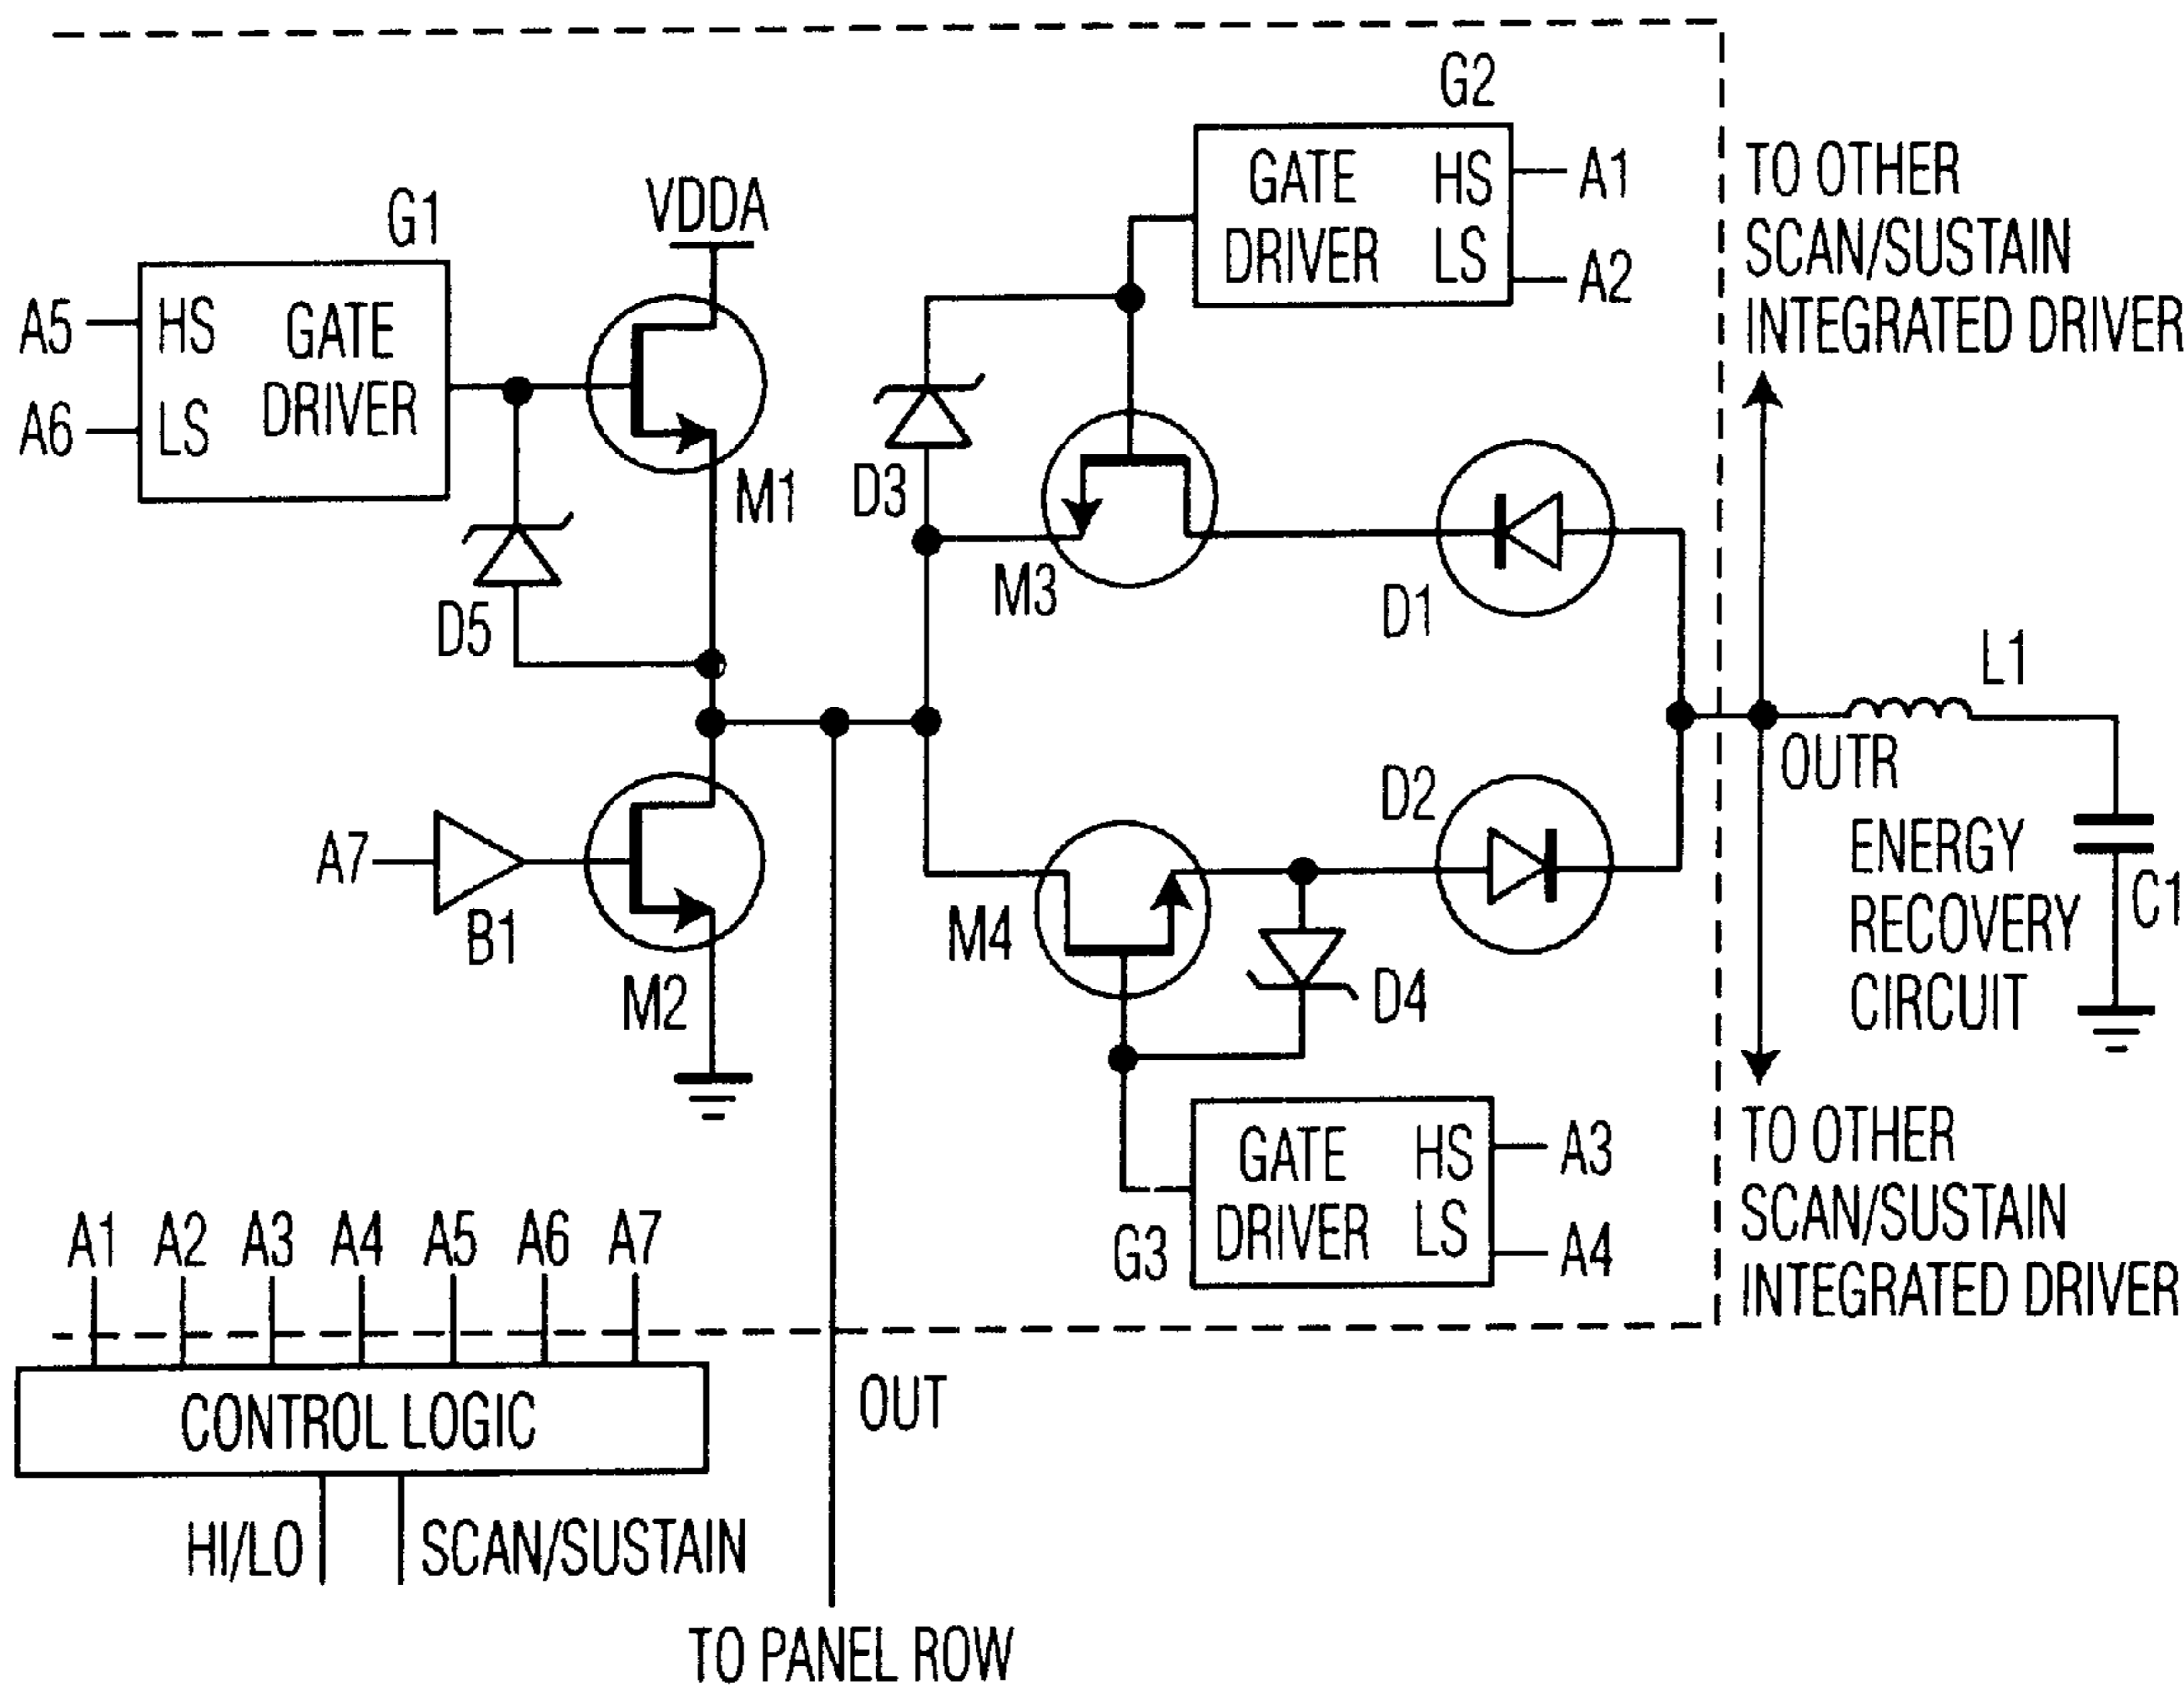 G2
GATE HS
DRIVER LS
A1
A2
TO OTHER
SCAN/SUSTAIN
INTEGRATED DRIVER
G1
VDDA
A5
A6
HS GATE
LS DRIVER
M1
D5
D3
M3
D1
L1
OUTR
D2
ENERGY
RECOVERY
CIRCUIT
C1
A7
B1
M2
M4
D4
GATE HS
DRIVER LS
G3
A3
A4
TO OTHER
SCAN/SUSTAIN
INTEGRATED DRIVER
A1 A2 A3 A4 A5 A6 A7
CONTROL LOGIC
OUT
HI/LO
SCAN/SUSTAIN
TO PANEL ROW